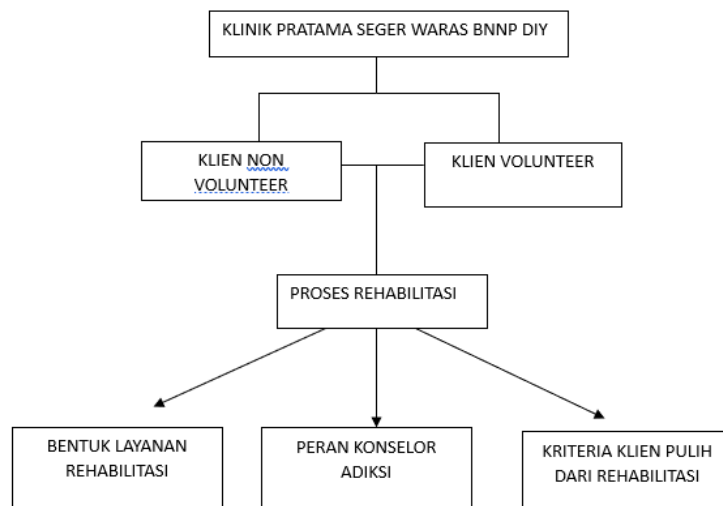 KLINIK PRATAMA SEGER WARAS BNNP DIY
KLIEN NON
VOLUNTEER
KLIEN VOLUNTEER
PROSES REHABILITASI
BENTUK LAYANAN
REHABILITASI
PERAN KONSELOR
ADIKSI
KRITERIA KLIEN PULIH
DARI REHABILITASI